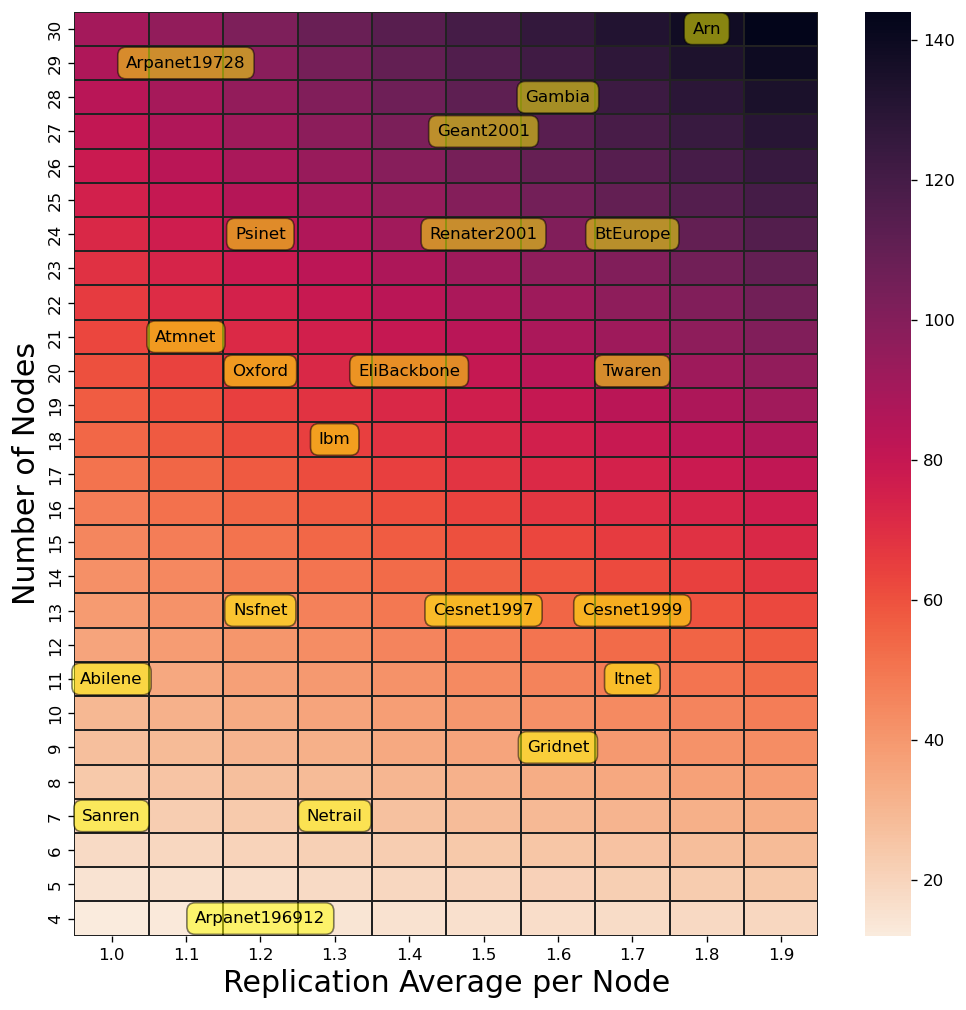 30 Arn 140
29 Arpanet19728
28 Gambia
27 Geant2001
26
25 120
24 Psinet Renater2001 BtEurope
23
22
21 Atmnet 100
20 Oxford EliBackbone Twaren
19
18 Ibm
17 80
16
15
14
13 Nsfnet Cesnet1997 Cesnet1999 60
12
11 Abilene Itnet
10
9 Gridnet 40
8
7 Sanren Netrail
6
5 20
4 Arpanet196912
Number of Nodes
1.0 1.1 1.2 1.3 1.4 1.5 1.6 1.7 1.8 1.9
Replication Average per Node